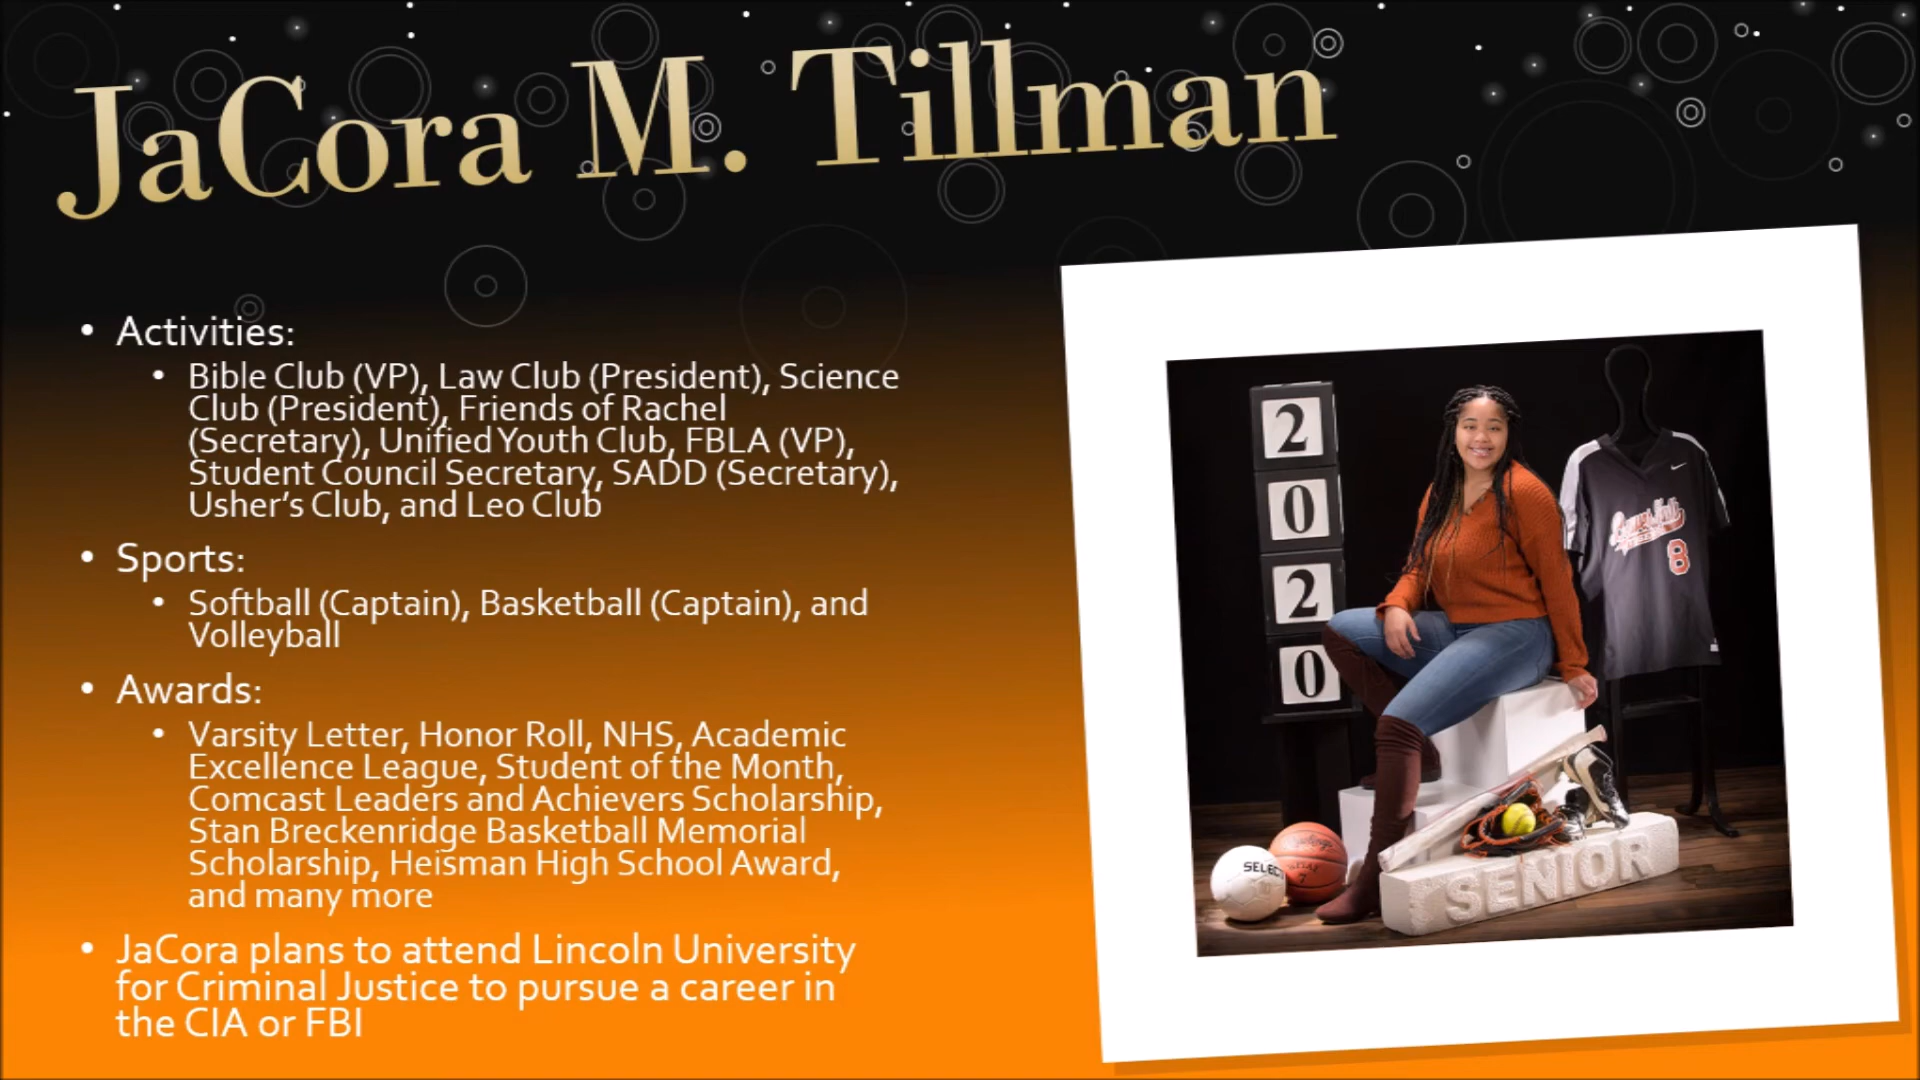 JaCora M. Tillman
• Activities:
• Bible Club (VP), Law Club (President), Science
Club (President), Friends of Rachel
(Secretary), Unified Youth Club, FBLA (VP),
Student Council Secretary, SADD (Secretary),
Usher's Club, and Leo Club
• Sports:
• Softball (Captain), Basketball (Captain), and
Volleyball
• Awards:
• Varsity Letter, Honor Roll, NHS, Academic
Excellence League, Student of the Month,
Comcast Leaders and Achievers Scholarship,
Stan Breckenridge Basketball Memorial
Scholarship, Heisman High School Award,
and many more
• JaCora plans to attend Lincoln University
for Criminal Justice to pursue a career in
the CIA or FBI
2
0
2
0
8
SELECT
SENIOR